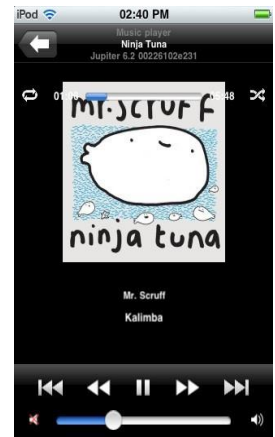 iPod 02:40 PM
Music player
Ninja Tuna
Jupiter 6.2 00226102e231
mr. scruff
ninja tuna
Mr. Scruff
Kalimba